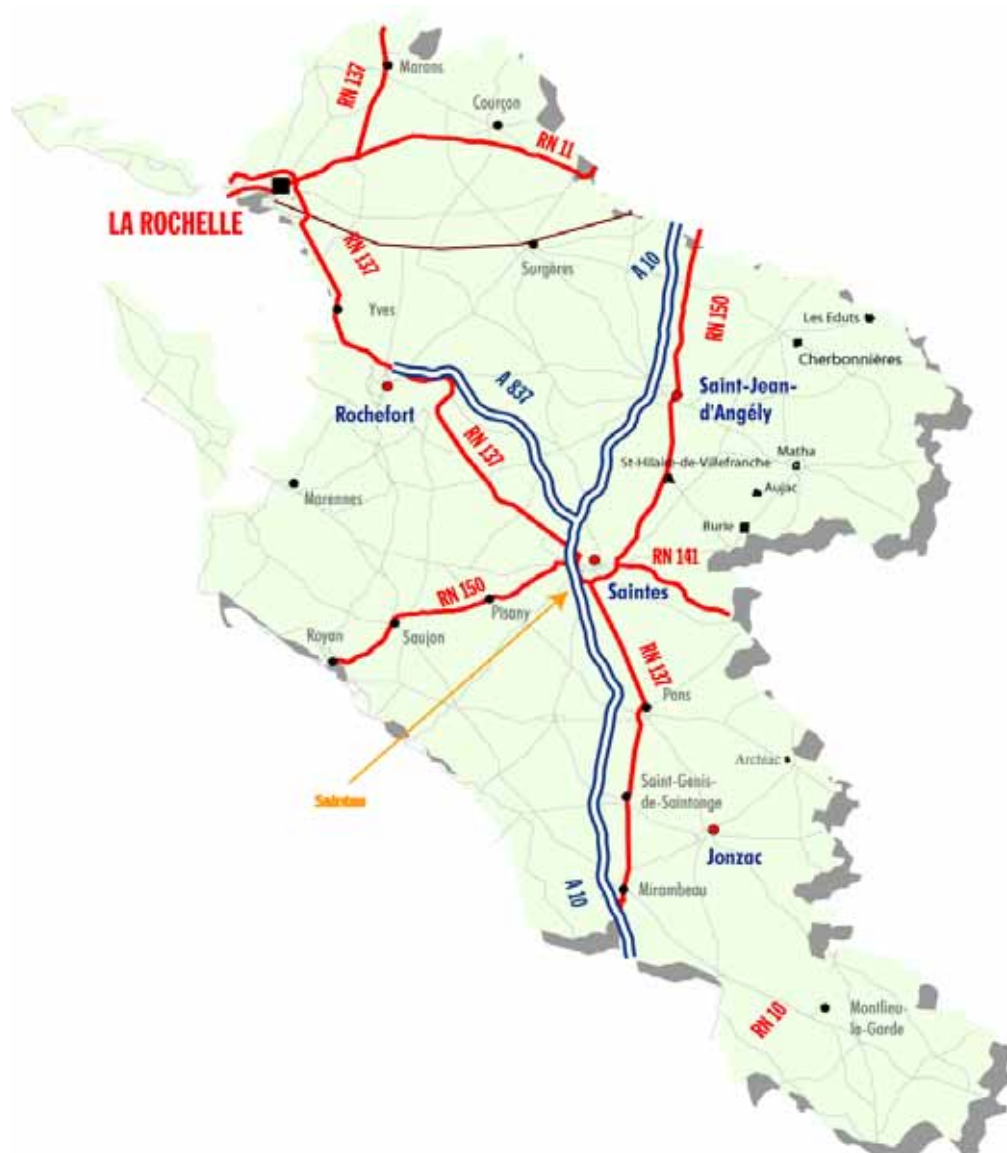 RN 137
Marans
Courçon
RN 11
LA ROCHELLE
RN 137
Surgères
A 10
Yves
RN 150
Les Eduts
Cherbonnières
Rochefort
A 837
Saint-Jean-
d'Angély
RN 137
St-Hilaire-de-Villefranche
Matha
Marennes
Aujac
Burie
RN 141
Saintes
RN 150
Pisany
Royan
Saujon
RN 137
Pons
Archiac
Saint-Genis-
de-Saintonge
Jonzac
A 10
Mirambeau
RN 10
Montlieu-
la-Garde